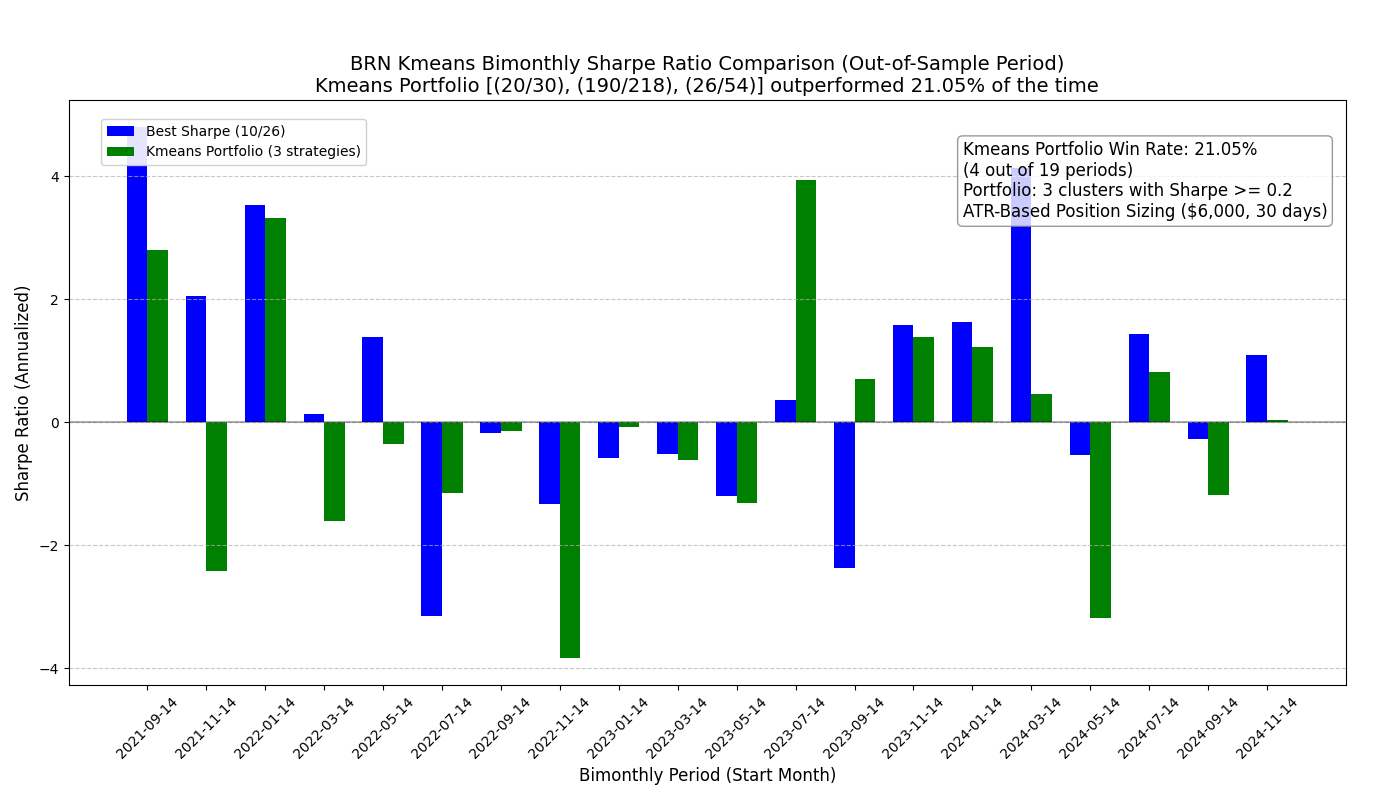 BRN Kmeans Bimonthly Sharpe Ratio Comparison (Out-of-Sample Period)
Kmeans Portfolio [(20/30), (190/218), (26/54)] outperformed 21.05% of the time
Best Sharpe (10/26)
Kmeans Portfolio (3 strategies)
Kmeans Portfolio Win Rate: 21.05%
(4 out of 19 periods)
Portfolio: 3 clusters with Sharpe >= 0.2
ATR-Based Position Sizing ($6,000, 30 days)
Sharpe Ratio (Annualized)
4
2
0
−2
−4
2021-09-14
2021-11-14
2022-01-14
2022-03-14
2022-05-14
2022-07-14
2022-09-14
2022-11-14
2023-01-14
2023-03-14
2023-05-14
2023-07-14
2023-09-14
2023-11-14
2024-01-14
2024-03-14
2024-05-14
2024-07-14
2024-09-14
2024-11-14
Bimonthly Period (Start Month)